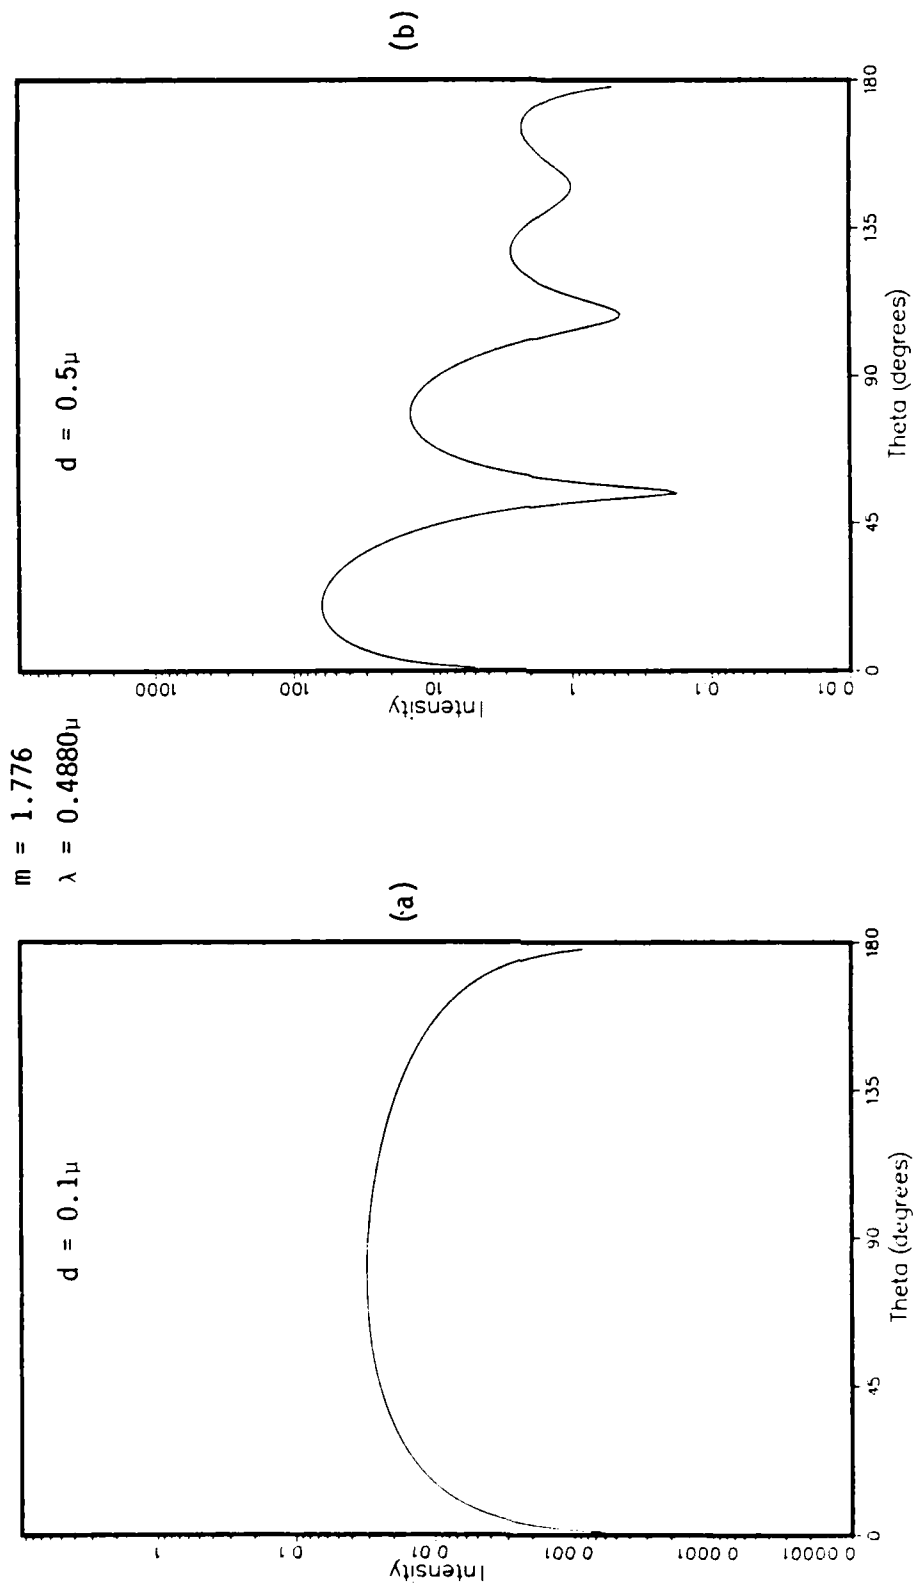 m = 1.776
λ = 0.4880μ
d = 0.1μ
Intensity
1
0.1
0.01
0.001
0.0001
0.00001
0
45
90
135
180
Theta (degrees)
(a)
d = 0.5μ
Intensity
1000
100
10
1
0.1
0.01
0
45
90
135
180
Theta (degrees)
(b)